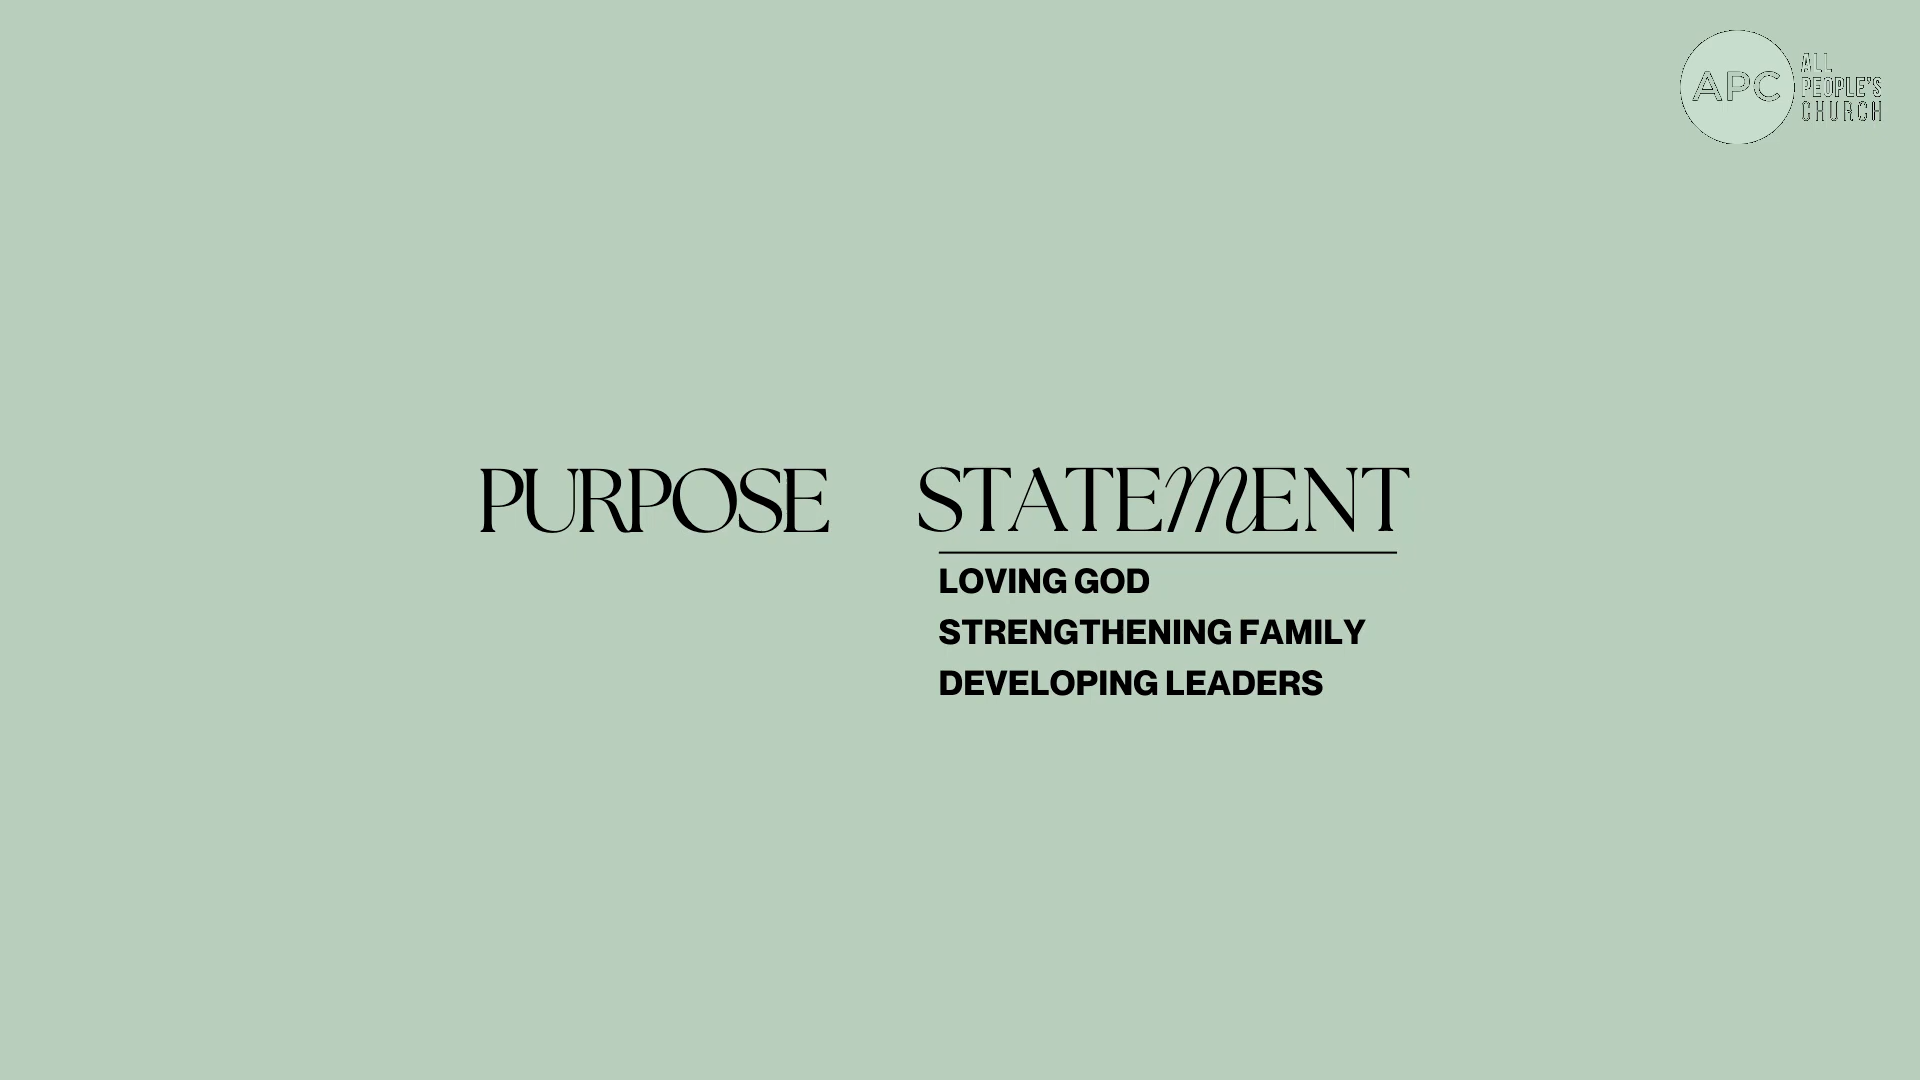 APC
ALL
PEOPLE'S
CHURCH
PURPOSE STATEMENT
LOVING GOD
STRENGTHENING FAMILY
DEVELOPING LEADERS